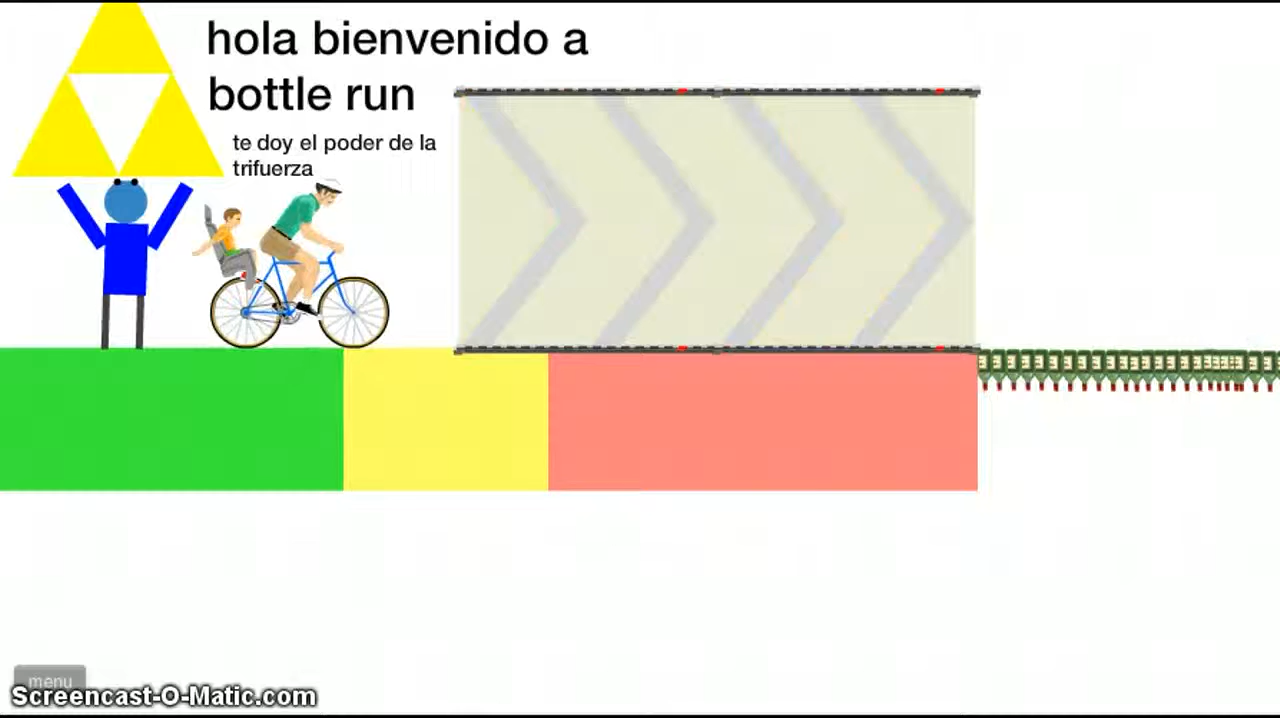 hola bienvenido a
bottle run
te doy el poder de la
trifuerza
menu
Screencast-O-Matic.com